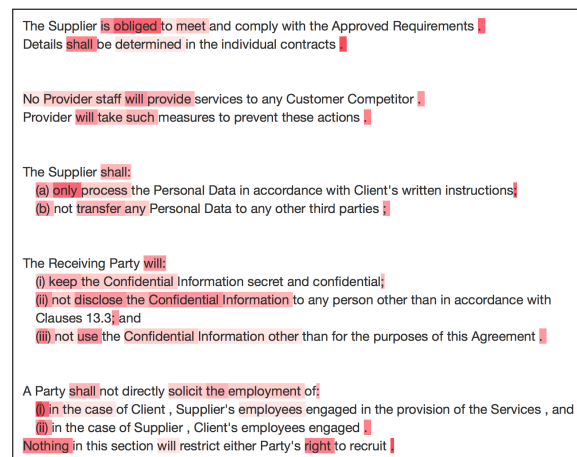 The Supplier is obliged to meet and comply with the Approved Requirements .
Details shall be determined in the individual contracts .
No Provider staff will provide services to any Customer Competitor .
Provider will take such measures to prevent these actions .
The Supplier shall:
(a) only process the Personal Data in accordance with Client's written instructions;
(b) not transfer any Personal Data to any other third parties ;
The Receiving Party will:
(i) keep the Confidential Information secret and confidential;
(ii) not disclose the Confidential Information to any person other than in accordance with
Clauses 13.3; and
(iii) not use the Confidential Information other than for the purposes of this Agreement .
A Party shall not directly solicit the employment of:
(i) in the case of Client , Supplier's employees engaged in the provision of the Services , and
(ii) in the case of Supplier , Client's employees engaged .
Nothing in this section will restrict either Party's right to recruit .